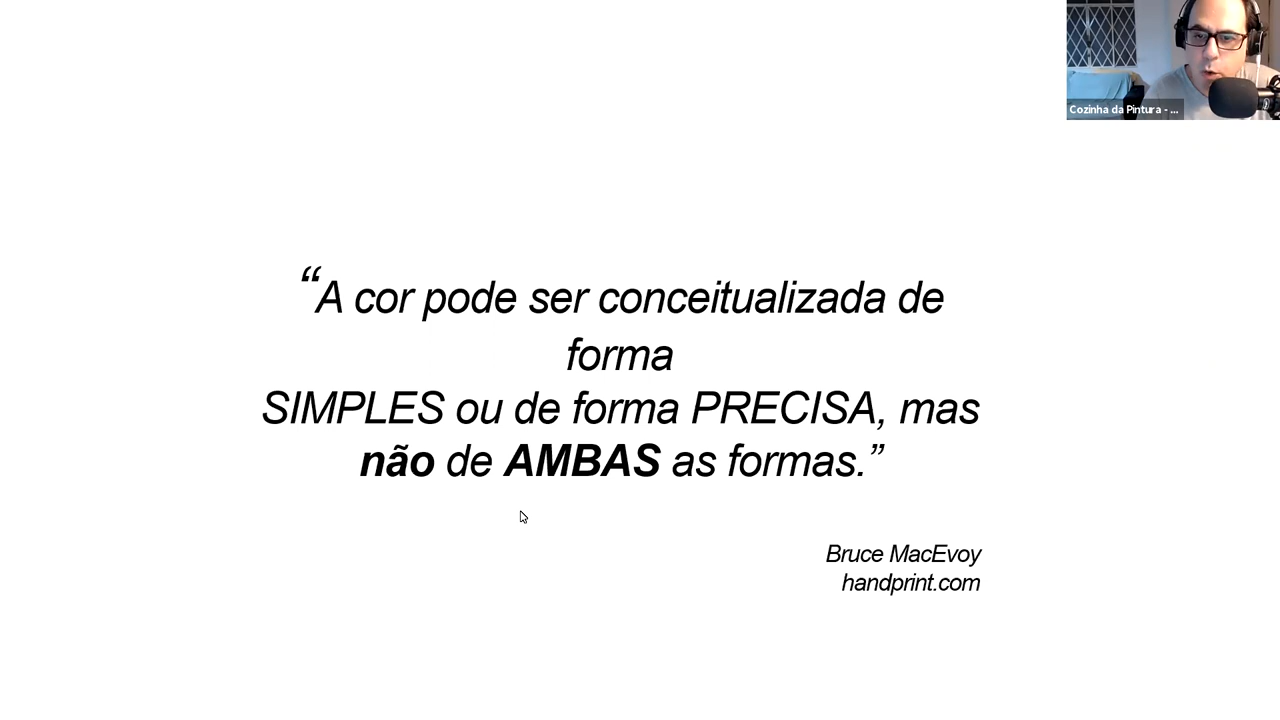 Cozinha da Pintura - ...
“A cor pode ser conceitualizada de
forma
SIMPLES ou de forma PRECISA, mas
não de AMBAS as formas.”
Bruce MacEvoy
handprint.com